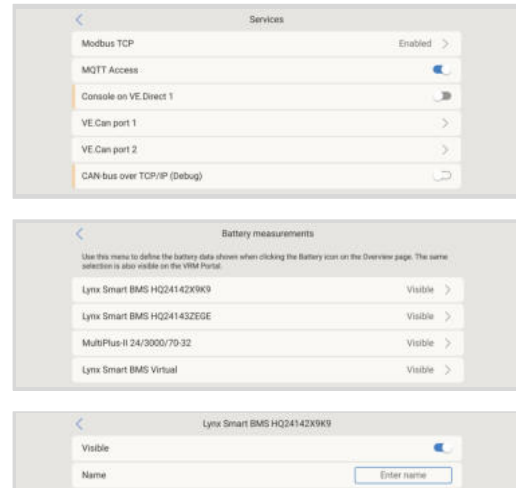 Services
Modbus TCP Enabled
MQTT Access
Console on VE.Direct 1
VE.Can port 1
VE.Can port 2
CAN-bus over TCP/IP (Debug)
Battery measurements
Use this menu to define the battery data shown when clicking the Battery icon on the Overview page. The same
selection is also visible on the VRM Portal.
Lynx Smart BMS HQ24142X9K9 Visible
Lynx Smart BMS HQ24143ZEGE Visible
MultiPlus-II 24/3000/70-32 Visible
Lynx Smart BMS Virtual Visible
Lynx Smart BMS HQ24142X9K9
Visible
Name Enter name